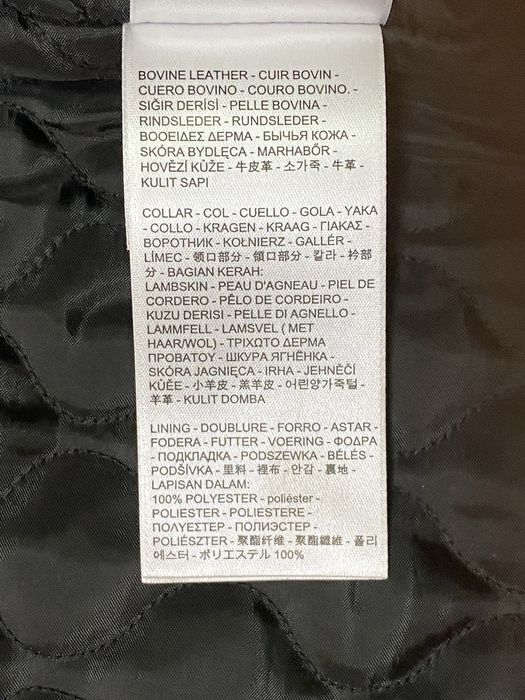 BOVINE LEATHER - CUIR BOVIN -
CUERO BOVINO - COURO BOVINO. -
SIĞIR DERİSİ - PELLE BOVINA -
RINDSLEDER - RUNDSLEDER -
ΒΟΟΕΙΔΕΣ ΔΕΡΜΑ - БЫЧЬЯ КОЖА -
SKÓRA BYDLĘCA - MARHABŐR -
HOVĚZÍ KŮŽE - 牛皮革 - 소가죽 - 牛革 -
KULIT SAPI
COLLAR - COL - CUELLO - GOLA - YAKA
- COLLO - KRAGEN - KRAAG - ΓΙΑΚΑΣ -
ВОРОТНИК - KOŁNIERZ - GALLÉR -
LÍMEC - 领口部分 - 領口部分 - 칼라 - 衿部
分 - BAGIAN KERAH:
LAMBSKIN - PEAU D'AGNEAU - PIEL DE
CORDERO - PÊLO DE CORDEIRO -
KUZU DERISI - PELLE DI AGNELLO -
LAMMFELL - LAMSVEL ( MET
HAAR/WOL) - ΤΡΙΧΩΤΟ ΔΕΡΜΑ
ΠΡΟΒΑΤΟΥ - ШКУРА ЯГНЁНКА -
SKÓRA JAGNIĘCA - IRHA - JEHNĚČÍ
KŮĚE - 小羊皮 - 羔羊皮 - 어린양가죽털 -
羊革 - KULIT DOMBA
LINING - DOUBLURE - FORRO - ASTAR -
FODERA - FUTTER - VOERING - ΦΟΔΡΑ
- ПОДКЛАДКА - PODSZEWKA - BÉLÉS -
PODŠÍVKA - 里料 - 裡布 - 안감 - 裏地 -
LAPISAN DALAM:
100% POLYESTER - poliéster -
POLIESTER - POLIESTERE -
ΠΟΛΥΕΣΤΕΡ - ПОЛИЭСТЕР -
POLIÉSZTER - 聚酯纤维 - 聚酯纖維 - 폴리
에스터 - ポリエステル 100%